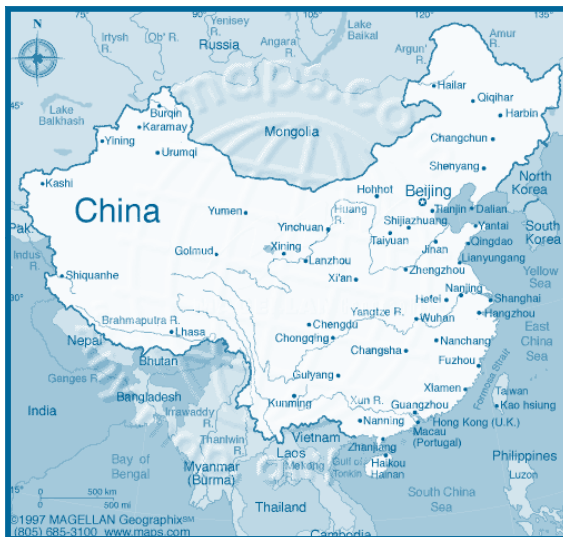 75°
90°
105°
120°
135°
N
Irtysh R.
Ob' R.
Yenisey R.
Russia
Angara R.
Lake Baikal
Argun' R.
Amur R.
45°
Lake Balkhash
Burqin
Karamay
Yining
Urumqi
Mongolia
Hailar
Qiqihar
Harbin
Changchun
Shenyang
Kashi
China
Yumen
Hohhot
Beijing
North Korea
Yinchuan
Huang R.
Shijiazhuang
Tianjin
Dalian
Pak.
Taiyuan
Yantai
South Korea
Indus R.
Golmud
Xining
Lanzhou
Jinan
Qingdao
Lianyungang
Shiquanhe
Xi'an
Zhengzhou
Yellow Sea
30°
Nanjing
Hefei
Shanghai
Brahmaputra R.
Yangtze R.
Wuhan
Hangzhou
Lhasa
Chengdu
Chongqing
Nanchang
East China Sea
Nepal
Bhutan
Changsha
Fuzhou
Ganges R.
Guiyang
Formosa Strait
Bangladesh
Kunming
Xun R.
Xiamen
Taiwan
India
Irrawaddy R.
Guangzhou
Kao hsiung
Nanning
Hong Kong (U.K.)
Thanlwin R.
Vietnam
Macau (Portugal)
Laos
Zhanjiang
Bay of Bengal
Myanmar (Burma)
Mekong R.
Gulf of Tonkin
Haikou
Hainan
Philippines
Luzon
15°
0
500 km
0
500 mi
Thailand
South China Sea
Cambodia
©1997 MAGELLAN Geographix℠
(805) 685-3100 www.maps.com
maps.com